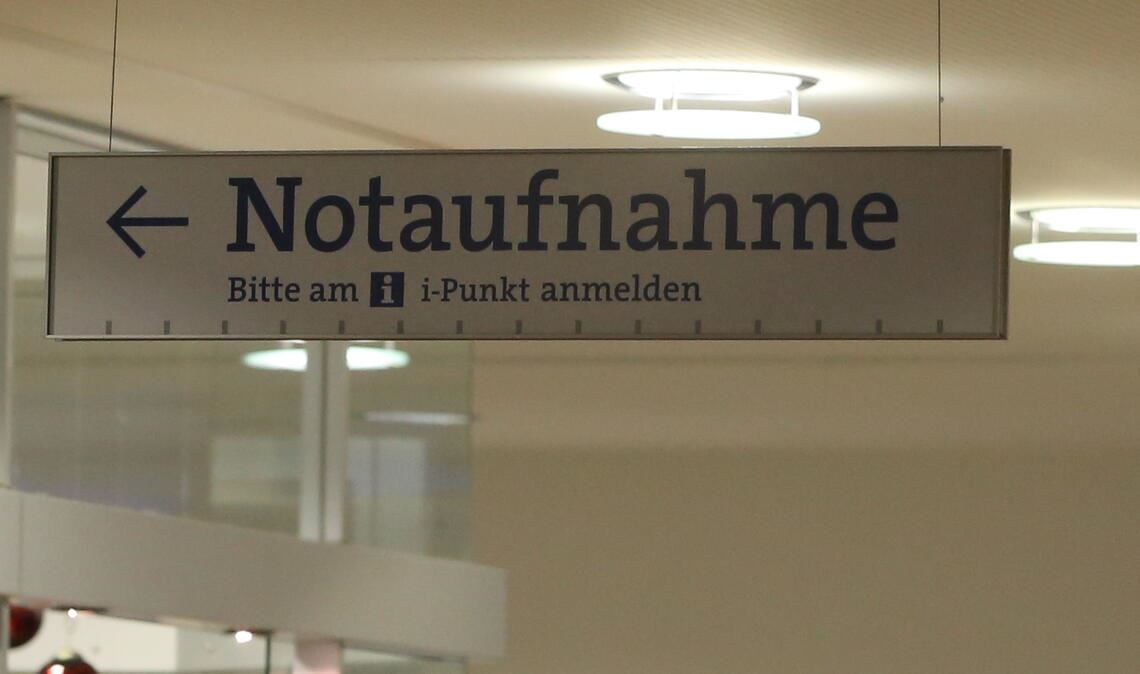 ← Notaufnahme
Bitte am i i-Punkt anmelden